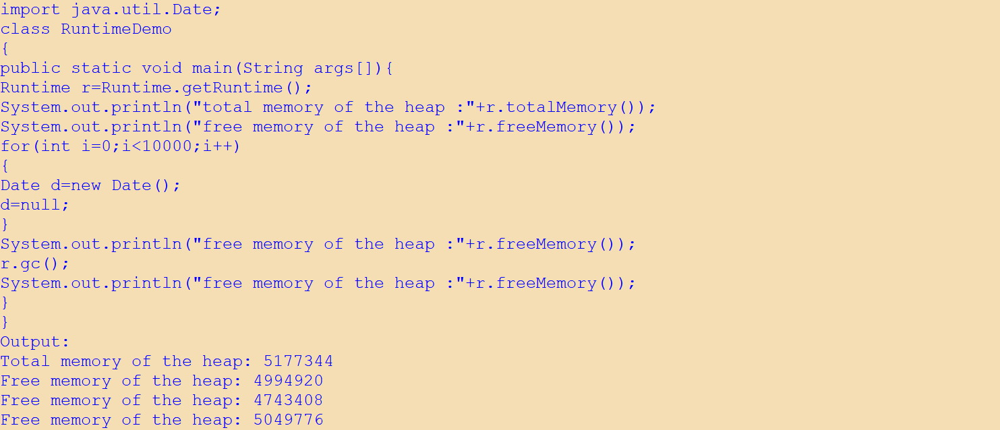 import java.util.Date;
class RuntimeDemo
{
public static void main(String args[]){
Runtime r=Runtime.getRuntime();
System.out.println("total memory of the heap :"+r.totalMemory());
System.out.println("free memory of the heap :"+r.freeMemory());
for(int i=0;i<10000;i++)
{
Date d=new Date();
d=null;
}
System.out.println("free memory of the heap :"+r.freeMemory());
r.gc();
System.out.println("free memory of the heap :"+r.freeMemory());
}
}
Output:
Total memory of the heap: 5177344
Free memory of the heap: 4994920
Free memory of the heap: 4743408
Free memory of the heap: 5049776